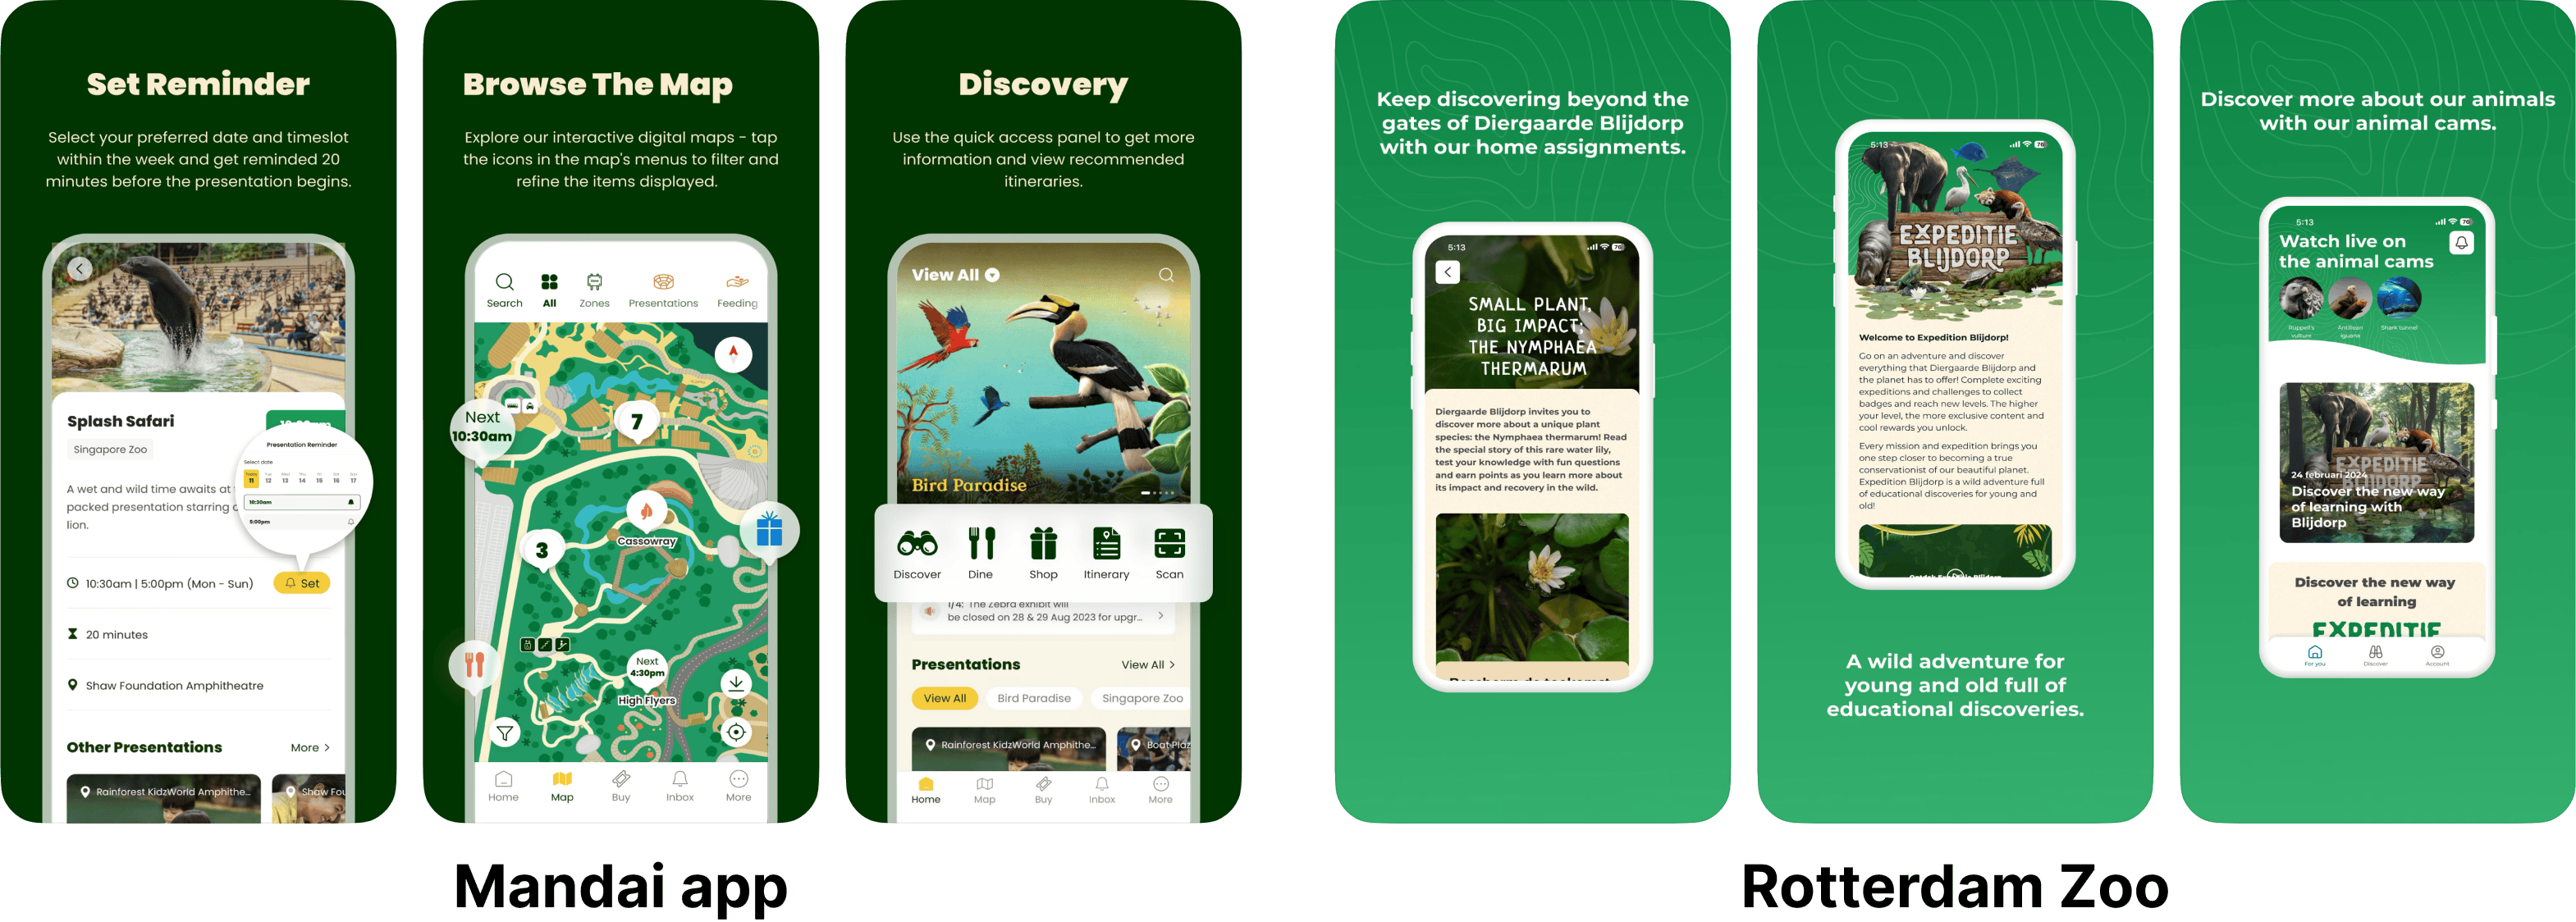 Set Reminder
Select your preferred date and timeslot
within the week and get reminded 20
minutes before the presentation begins.
Splash Safari
Singapore Zoo
A wet and wild time awaits at
packed presentation starring
lion.
Presentation Reminder
Select date
11 12 13 14 15 16 17
10:30am
5:00pm
10:30am | 5:00pm (Mon - Sun)
Set
20 minutes
Shaw Foundation Amphitheatre
Other Presentations
More >
Rainforest KidzWorld Amphithe...
Shaw Fou
Browse The Map
Explore our interactive digital maps - tap
the icons in the map's menus to filter and
refine the items displayed.
Search
All
Zones
Presentations
Feeding
Next
10:30am
7
3
Cassowary
Next
4:30pm
High Flyers
Home
Map
Buy
Inbox
More
Discovery
Use the quick access panel to get more
information and view recommended
itineraries.
View All
Bird Paradise
Discover
Dine
Shop
Itinerary
Scan
1/4: The Zebra exhibit will
be closed on 28 & 29 Aug 2023 for upgr...
Presentations
View All >
View All
Bird Paradise
Singapore Zoo
Rainforest KidzWorld Amphithe...
Boat Plaz
Home
Map
Buy
Inbox
More
Mandai app
Keep discovering beyond the
gates of Diergaarde Blijdorp
with our home assignments.
5:13
76
SMALL PLANT,
BIG IMPACT;
THE NYMPHAEA
THERMARUM
Diergaarde Blijdorp invites you to
discover more about a unique plant
species: the Nymphaea thermarum! Read
the special story of this rare water lily,
test your knowledge with fun questions
and earn points as you learn more about
its impact and recovery in the wild.
5:13
76
EXPEDITIE
BLIJDORP
Welcome to Expedition Blijdorp!
Go on an adventure and discover
everything that Diergaarde Blijdorp and
the planet has to offer! Complete exciting
expeditions and challenges to collect
badges and reach new levels. The higher
your level, the more exclusive content and
cool rewards you unlock.
Every mission and expedition brings you
one step closer to becoming a true
conservationist of our beautiful planet.
Expedition Blijdorp is a wild adventure full
of educational discoveries for young and
old!
A wild adventure for
young and old full of
educational discoveries.
Discover more about our animals
with our animal cams.
5:13
76
Watch live on
the animal cams
Ruppell's
vulture
Antillean
iguana
Shark tunnel
EXPEDITIE
BLIJDORP
24 februari 2024
Discover the new way
of learning with
Blijdorp
Discover the new way
of learning
EXPEDITIE
For you
Discover
Account
Rotterdam Zoo